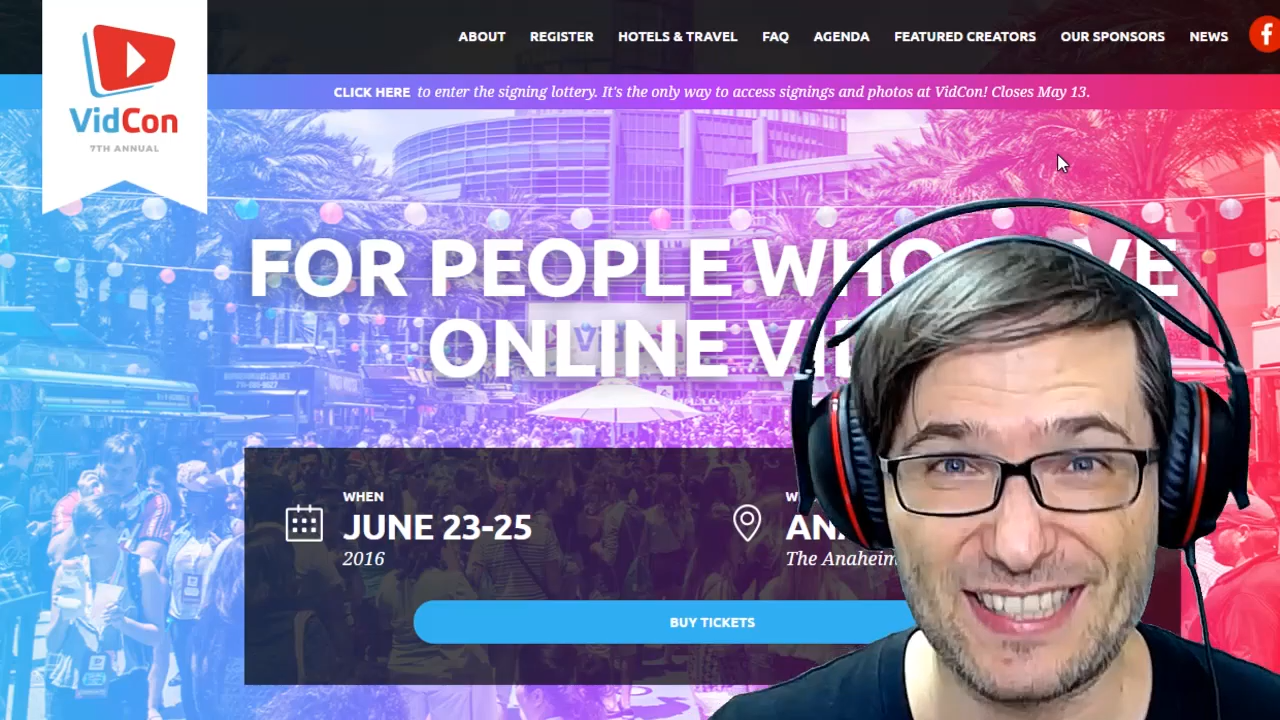 VidCon
7TH ANNUAL
ABOUT REGISTER HOTELS & TRAVEL FAQ AGENDA FEATURED CREATORS OUR SPONSORS NEWS f
CLICK HERE to enter the signing lottery. It's the only way to access signings and photos at VidCon! Closes May 13.
FOR PEOPLE WHO
ONLINE
WHEN
JUNE 23-25
2016
The Anaheim
BUY TICKETS